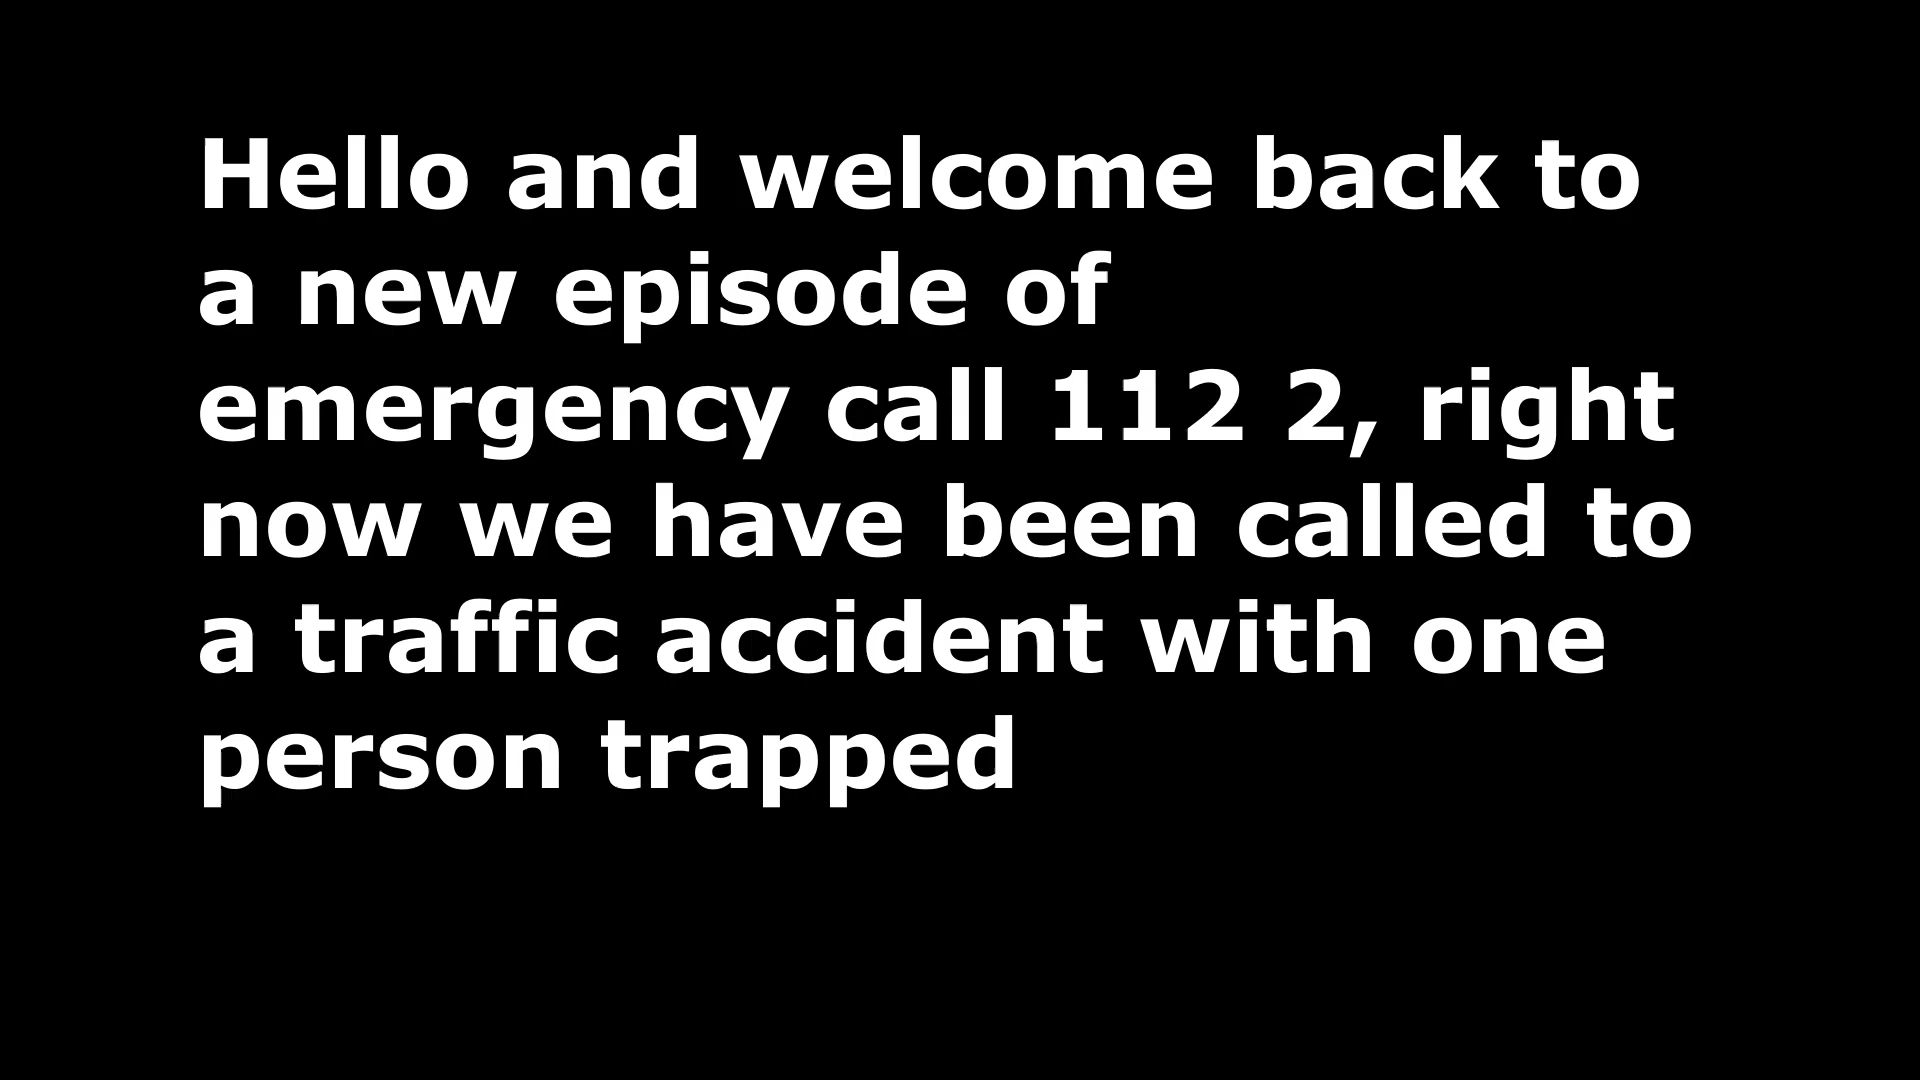 Hello and welcome back to
a new episode of
emergency call 112 2, right
now we have been called to
a traffic accident with one
person trapped